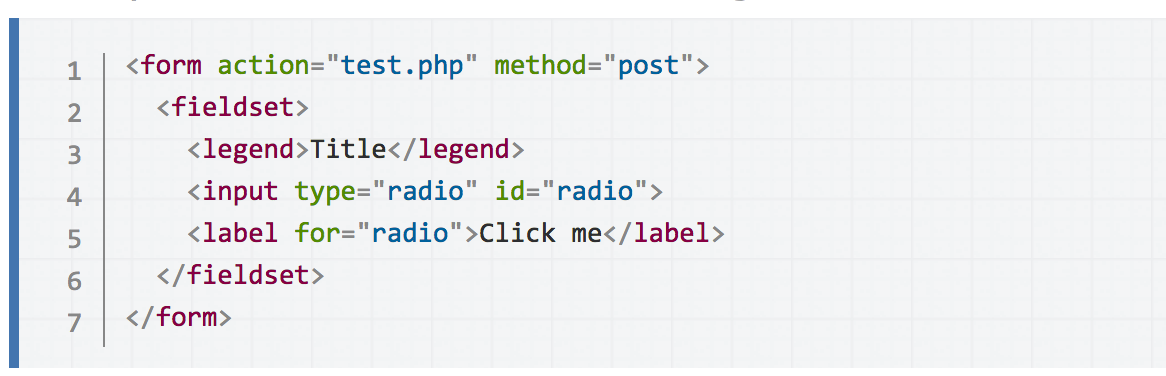 1 <form action="test.php" method="post">
2 <fieldset>
3 <legend>Title</legend>
4 <input type="radio" id="radio">
5 <label for="radio">Click me</label>
6 </fieldset>
7 </form>